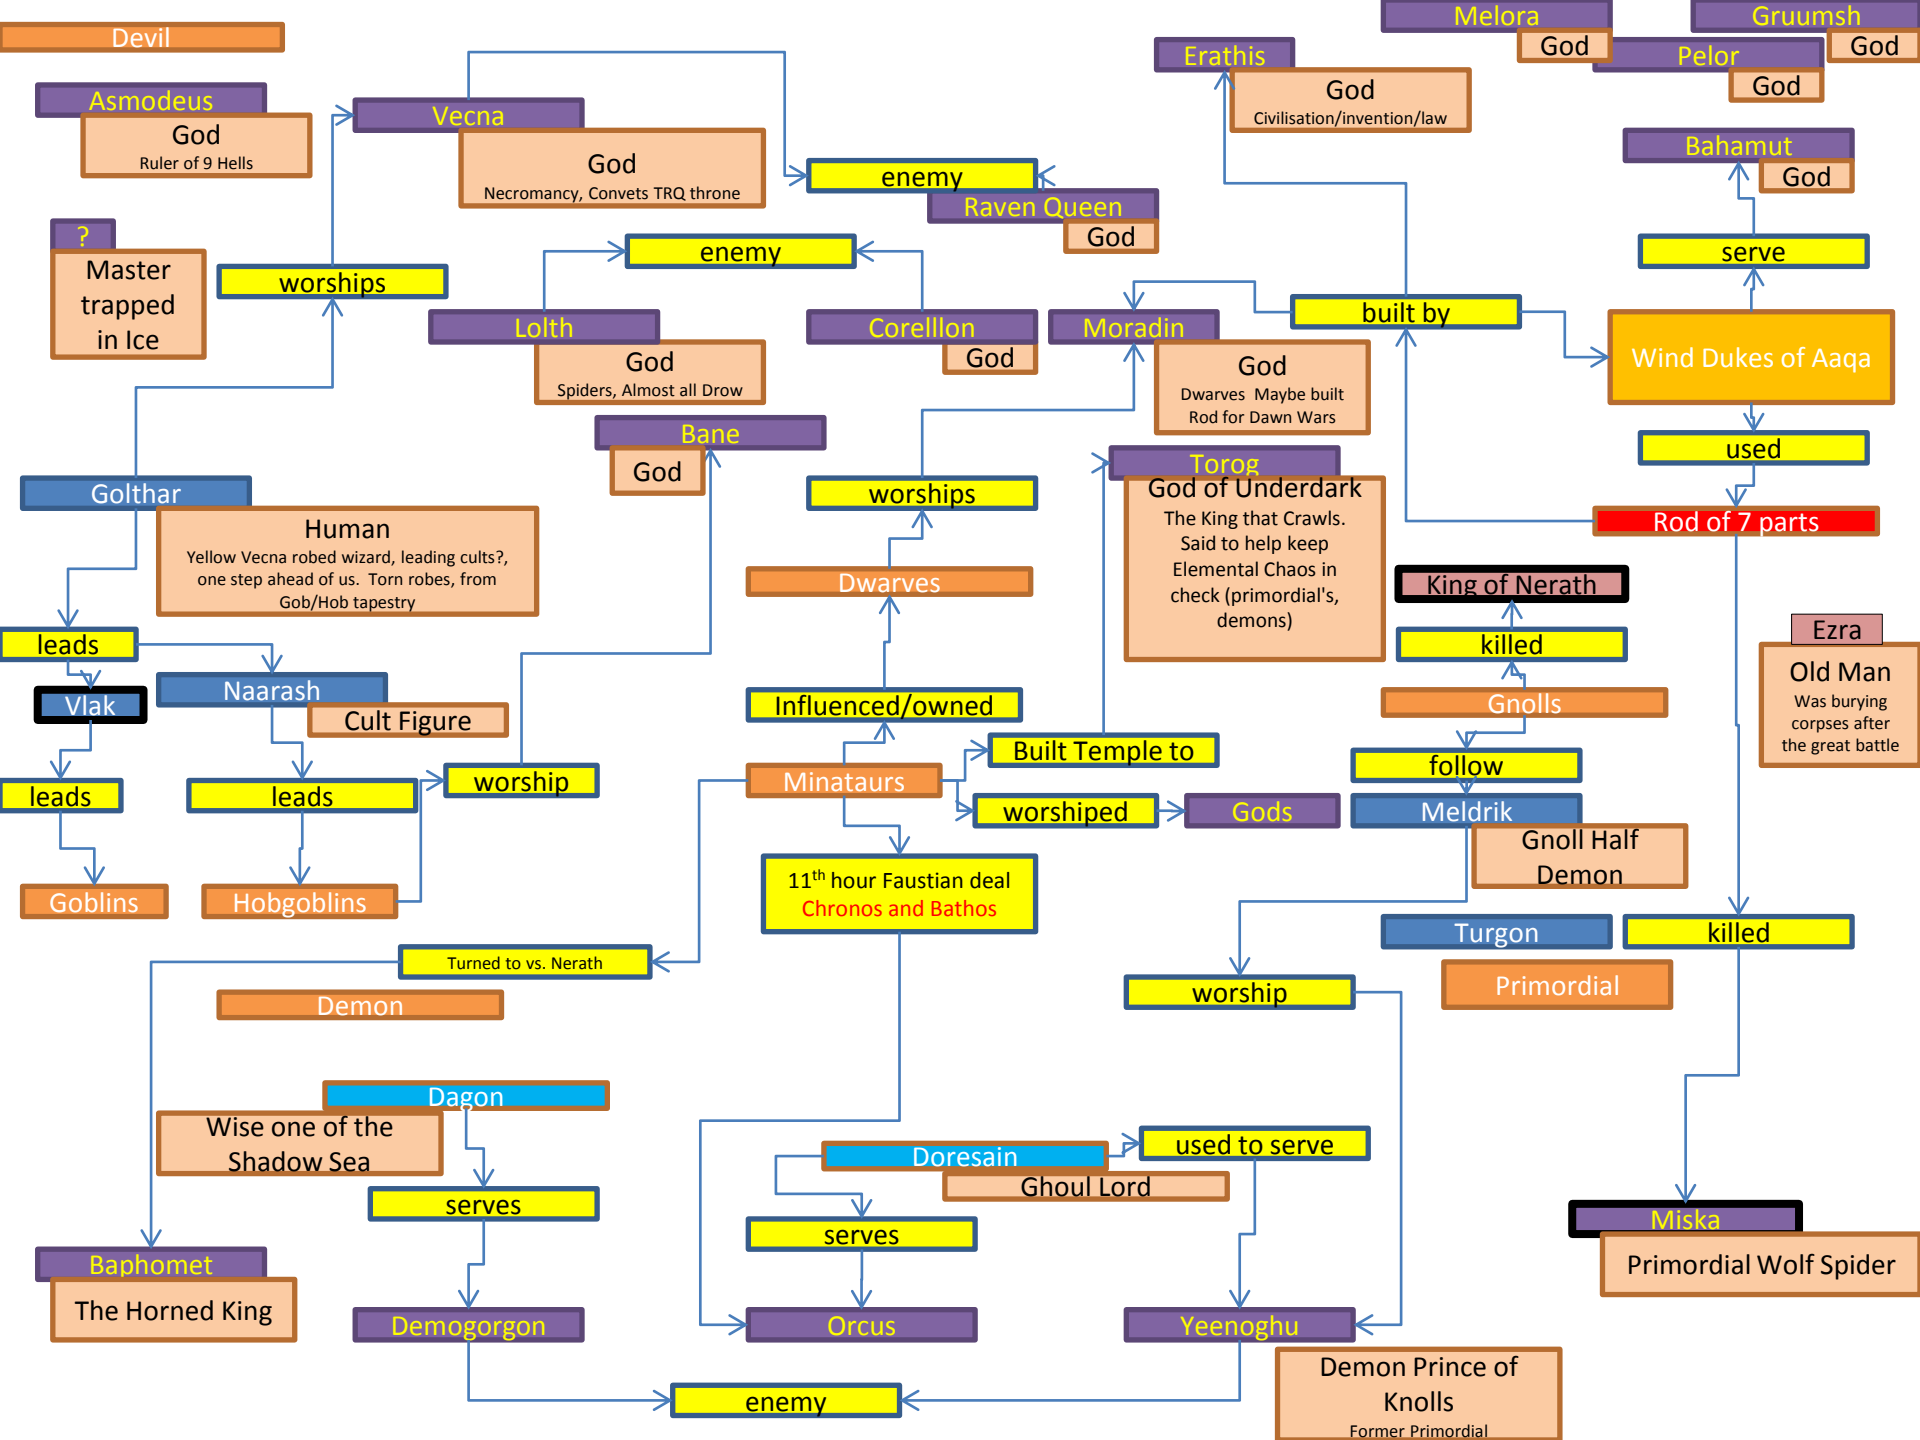 Melora
Gruumsh
Devil
God
God
Erathis
Pelor
God
Asmodeus
God
Civilisation/invention/law
Vecna
God
Ruler of 9 Hells
Bahamut
God
God
Necromancy, Convets TRQ throne
enemy
Raven Queen
God
?
Master
trapped
in Ice
worships
enemy
serve
built by
Lolth
Corelllon
Moradin
God
Spiders, Almost all Drow
God
God
Dwarves Maybe built
Rod for Dawn Wars
Wind Dukes of Aaqa
Bane
God
used
Torog
God of Underdark
The King that Crawls.
Said to help keep
Elemental Chaos in
check (primordial's,
demons)
Golthar
Human
Yellow Vecna robed wizard, leading cults?,
one step ahead of us. Torn robes, from
Gob/Hob tapestry
worships
Rod of 7 parts
Dwarves
King of Nerath
killed
Ezra
Old Man
Was burying
corpses after
the great battle
leads
Vlak
Naarash
Cult Figure
Influenced/owned
Gnolls
Built Temple to
follow
leads
leads
worship
Minataurs
worshiped
Gods
Meldrik
Gnoll Half
Demon
11th hour Faustian deal
Chronos and Bathos
Goblins
Hobgoblins
Turgon
killed
Turned to vs. Nerath
Demon
worship
Primordial
Dagon
Wise one of the
Shadow Sea
used to serve
Doresain
Ghoul Lord
serves
serves
Miska
Primordial Wolf Spider
Baphomet
The Horned King
Demogorgon
Orcus
Yeenoghu
Demon Prince of
Knolls
Former Primordial
enemy